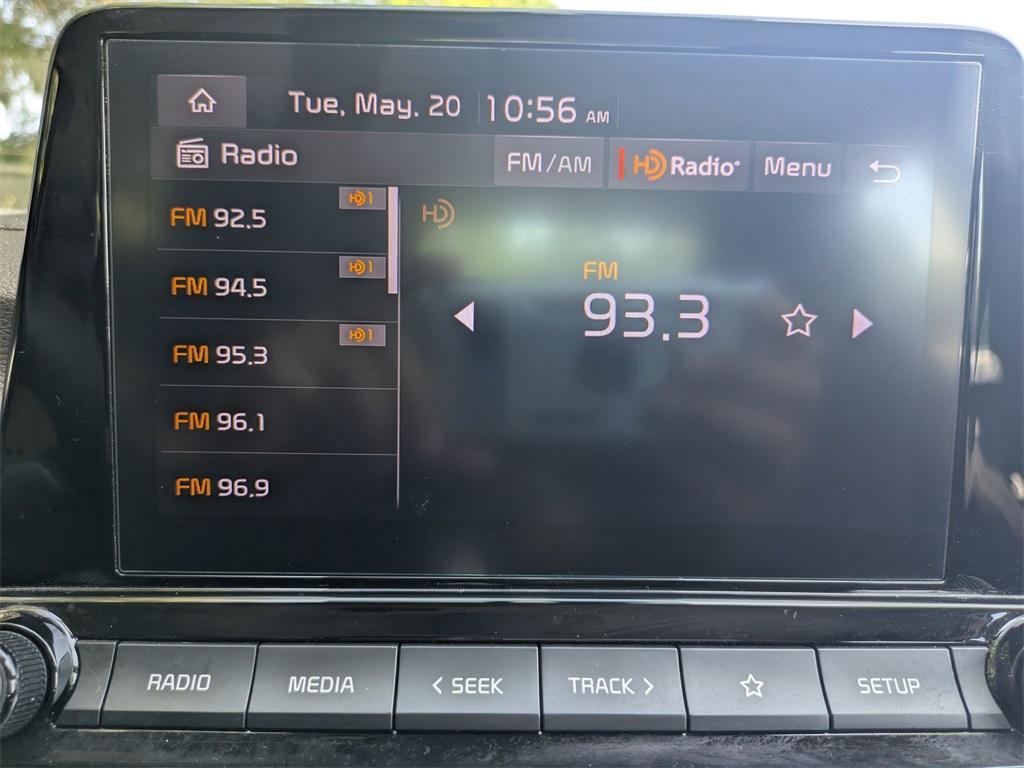 Tue, May. 20 10:56 AM
Radio FM/AM HD Radio Menu
HD1
FM 92.5
HD
HD1
FM 94.5
FM
93.3
HD1
FM 95.3
FM 96.1
FM 96.9
RADIO MEDIA < SEEK TRACK > SETUP